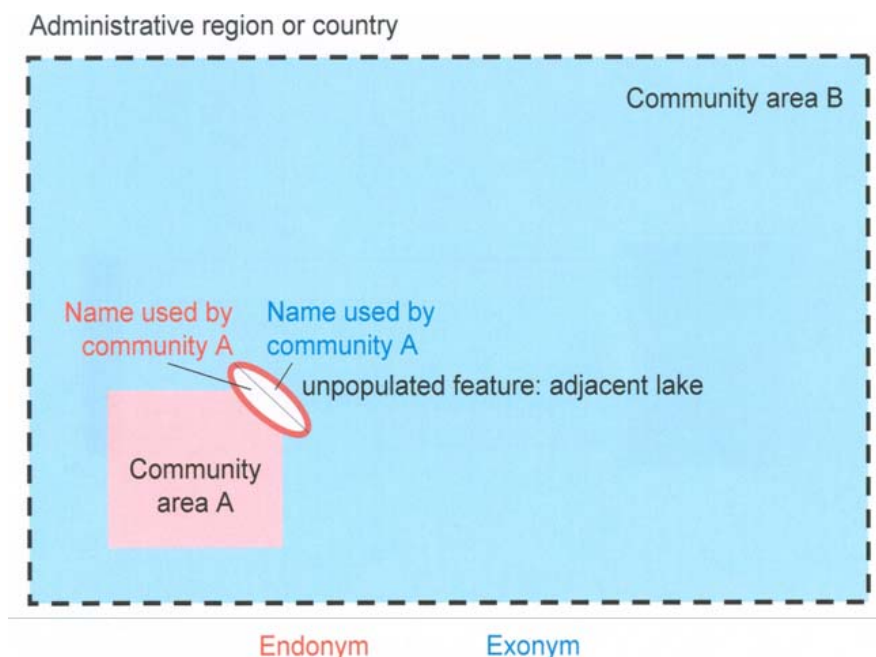 Administrative region or country
Community area B
Name used by
community A
Name used by
community A
unpopulated feature: adjacent lake
Community
area A
Endonym
Exonym